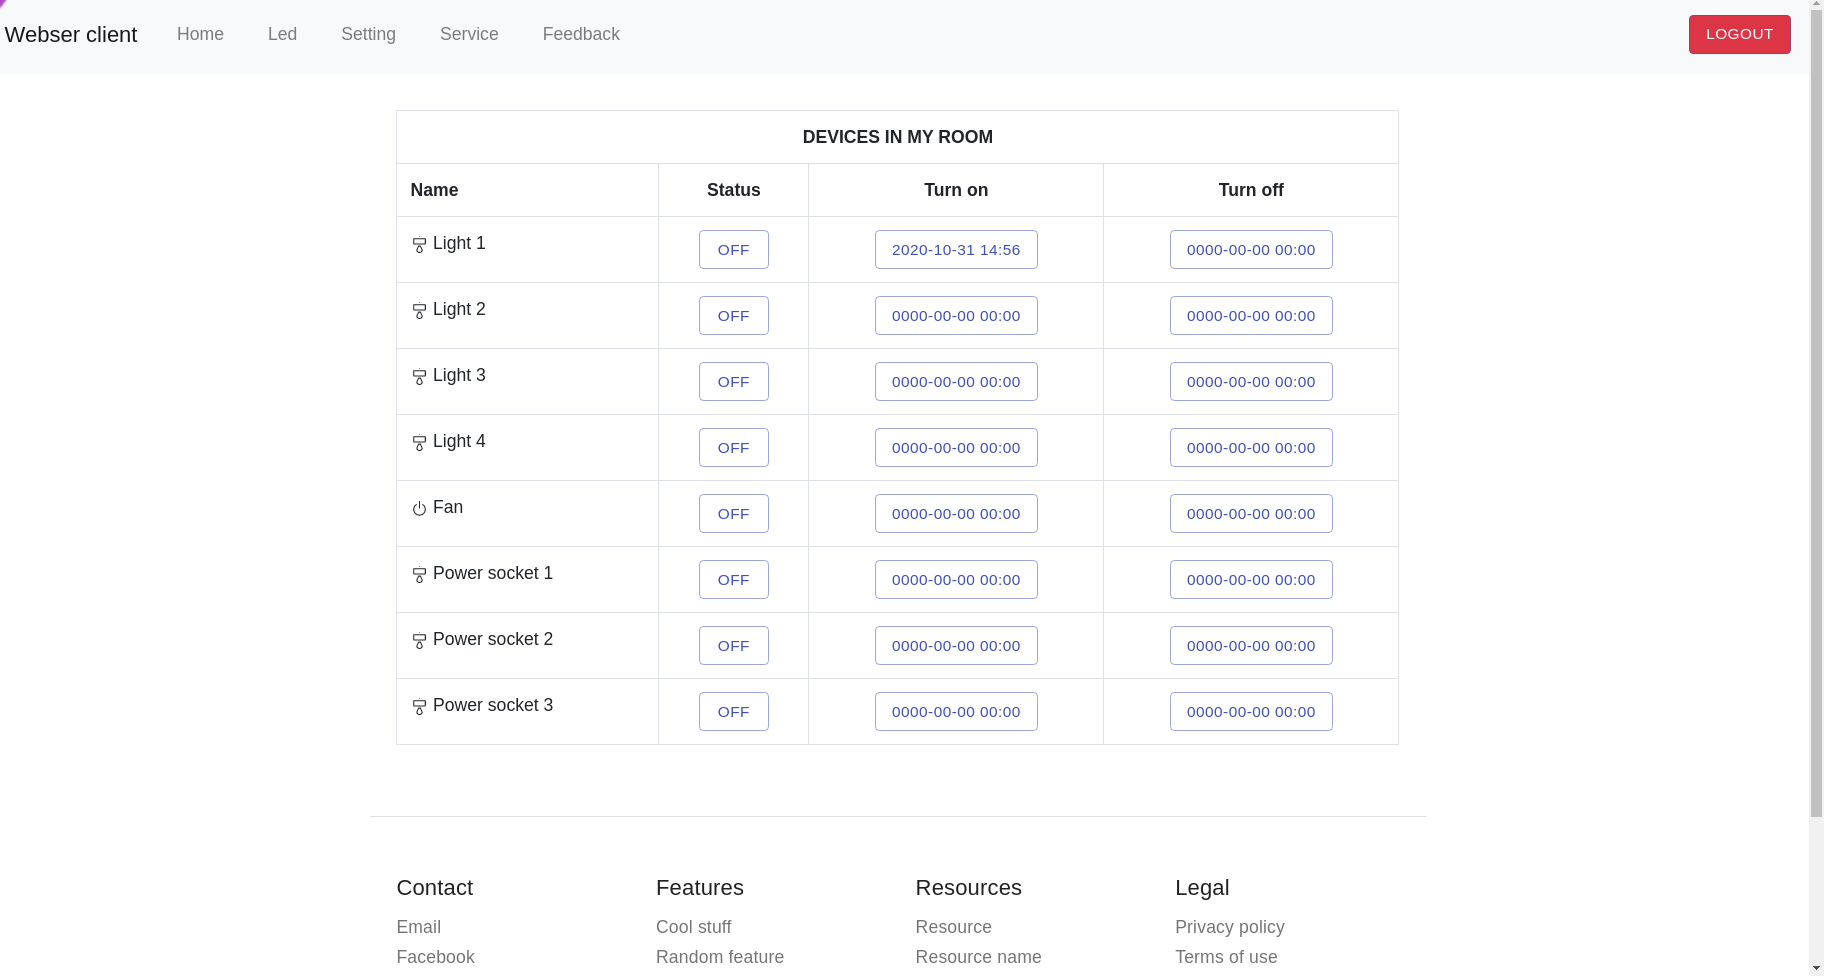 Webser client Home Led Setting Service Feedback LOGOUT
DEVICES IN MY ROOM
Name Status Turn on Turn off
Light 1 OFF 2020-10-31 14:56 0000-00-00 00:00
Light 2 OFF 0000-00-00 00:00 0000-00-00 00:00
Light 3 OFF 0000-00-00 00:00 0000-00-00 00:00
Light 4 OFF 0000-00-00 00:00 0000-00-00 00:00
Fan OFF 0000-00-00 00:00 0000-00-00 00:00
Power socket 1 OFF 0000-00-00 00:00 0000-00-00 00:00
Power socket 2 OFF 0000-00-00 00:00 0000-00-00 00:00
Power socket 3 OFF 0000-00-00 00:00 0000-00-00 00:00
Contact Features Resources Legal
Email Cool stuff Resource Privacy policy
Facebook Random feature Resource name Terms of use